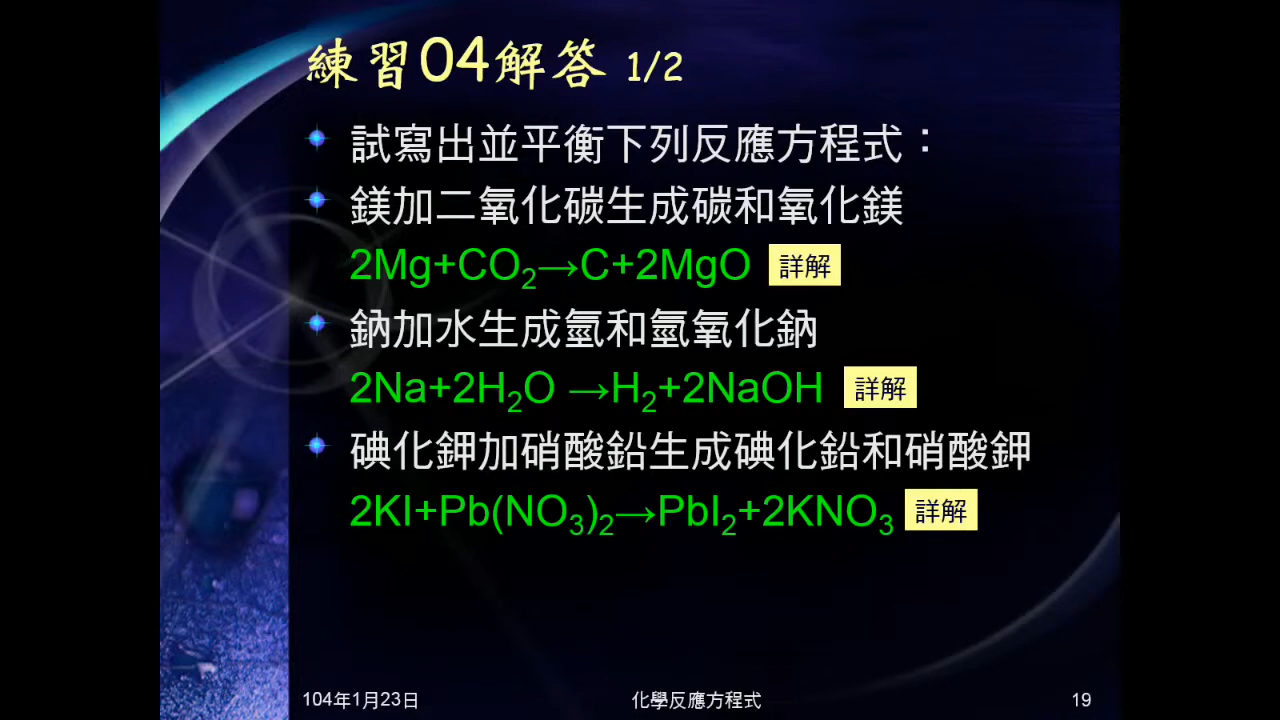 練習04解答 1/2
試寫出並平衡下列反應方程式：
鎂加二氧化碳生成碳和氧化鎂
2Mg+CO₂→C+2MgO 詳解
鈉加水生成氫和氫氧化鈉
2Na+2H₂O →H₂+2NaOH 詳解
碘化鉀加硝酸鉛生成碘化鉛和硝酸鉀
2KI+Pb(NO₃)₂→PbI₂+2KNO₃ 詳解
104年1月23日 化學反應方程式 19